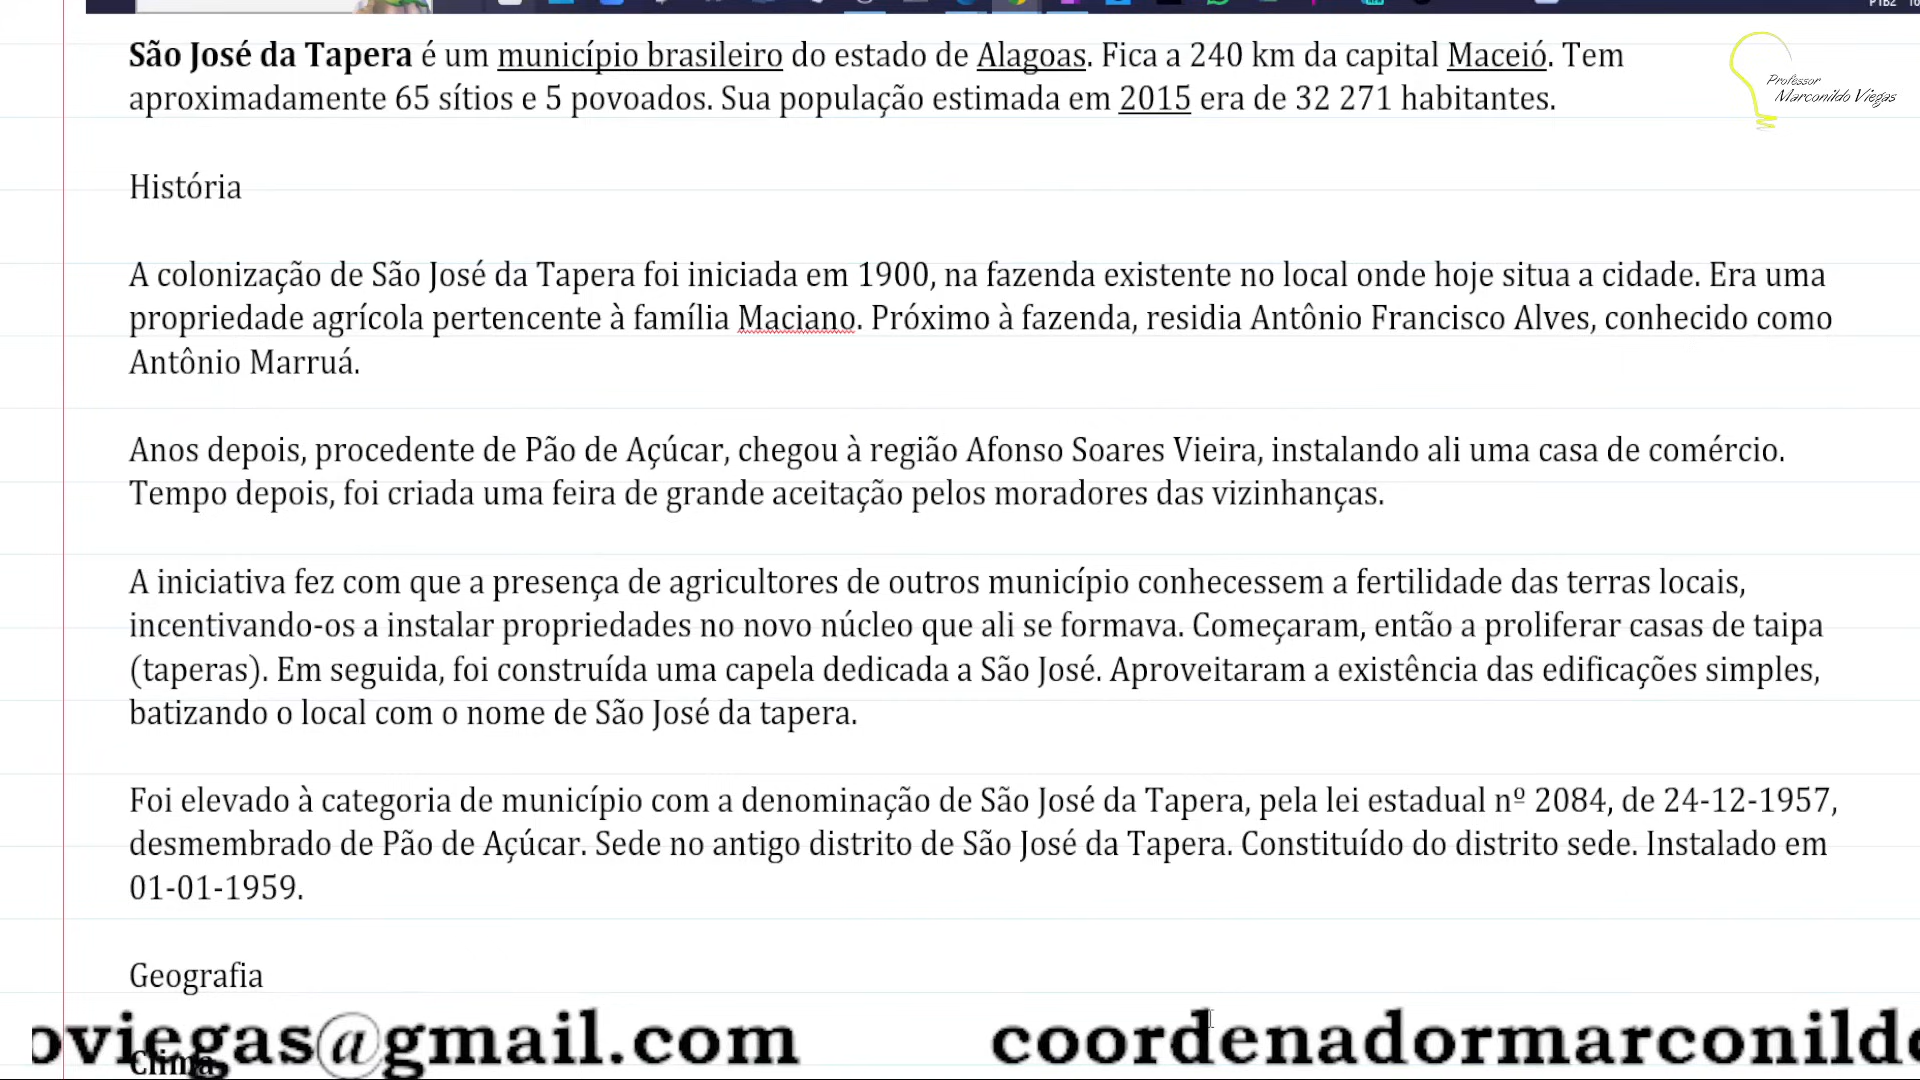 São José da Tapera é um município brasileiro do estado de Alagoas. Fica a 240 km da capital Maceió. Tem
aproximadamente 65 sítios e 5 povoados. Sua população estimada em 2015 era de 32 271 habitantes.
Professor
Marconildo Viegas
História
A colonização de São José da Tapera foi iniciada em 1900, na fazenda existente no local onde hoje situa a cidade. Era uma
propriedade agrícola pertencente à família Maciano. Próximo à fazenda, residia Antônio Francisco Alves, conhecido como
Antônio Marruá.
Anos depois, procedente de Pão de Açúcar, chegou à região Afonso Soares Vieira, instalando ali uma casa de comércio.
Tempo depois, foi criada uma feira de grande aceitação pelos moradores das vizinhanças.
A iniciativa fez com que a presença de agricultores de outros município conhecessem a fertilidade das terras locais,
incentivando-os a instalar propriedades no novo núcleo que ali se formava. Começaram, então a proliferar casas de taipa
(taperas). Em seguida, foi construída uma capela dedicada a São José. Aproveitaram a existência das edificações simples,
batizando o local com o nome de São José da tapera.
Foi elevado à categoria de município com a denominação de São José da Tapera, pela lei estadual nº 2084, de 24-12-1957,
desmembrado de Pão de Açúcar. Sede no antigo distrito de São José da Tapera. Constituído do distrito sede. Instalado em
01-01-1959.
Geografia
oviegas@gmail.com coordenadormarconildo
Clima